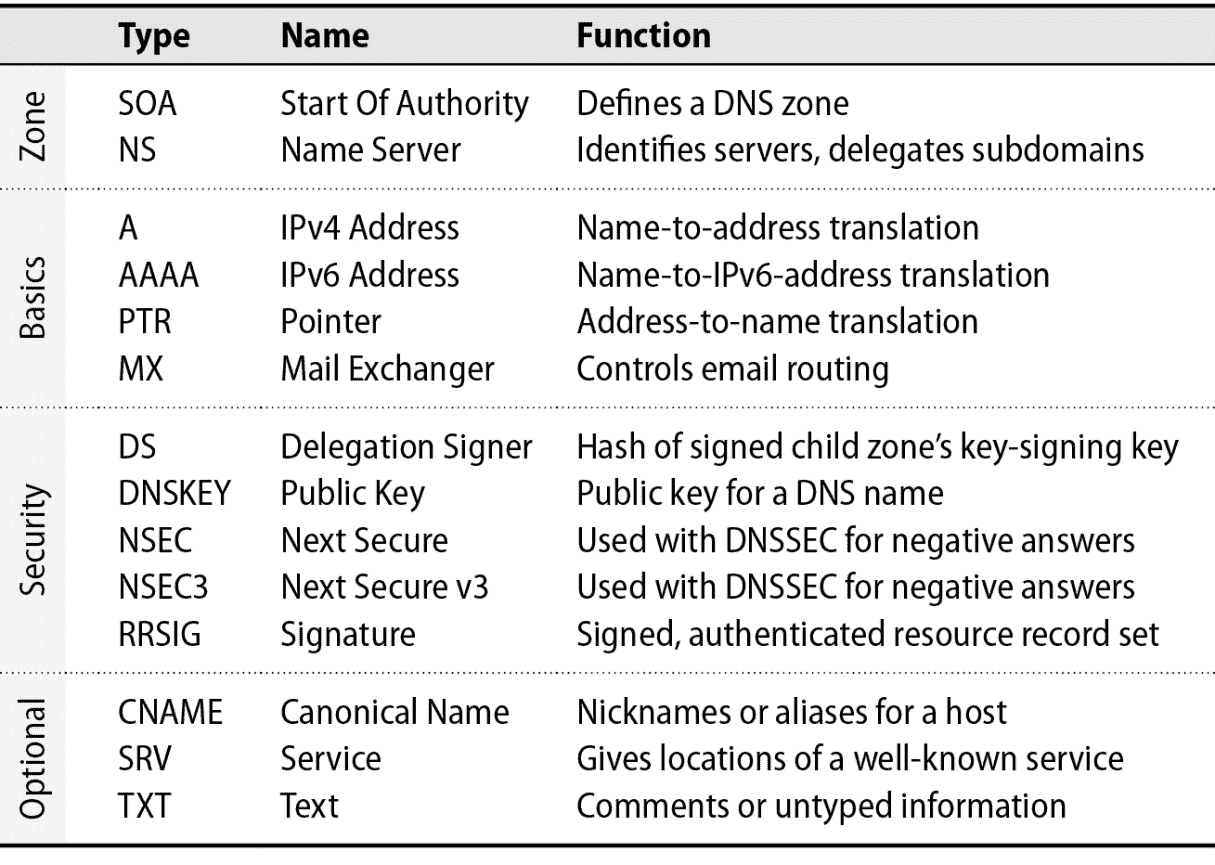 Type Name Function
Zone
SOA Start Of Authority Defines a DNS zone
NS Name Server Identifies servers, delegates subdomains
Basics
A IPv4 Address Name-to-address translation
AAAA IPv6 Address Name-to-IPv6-address translation
PTR Pointer Address-to-name translation
MX Mail Exchanger Controls email routing
Security
DS Delegation Signer Hash of signed child zone’s key-signing key
DNSKEY Public Key Public key for a DNS name
NSEC Next Secure Used with DNSSEC for negative answers
NSEC3 Next Secure v3 Used with DNSSEC for negative answers
RRSIG Signature Signed, authenticated resource record set
Optional
CNAME Canonical Name Nicknames or aliases for a host
SRV Service Gives locations of a well-known service
TXT Text Comments or untyped information